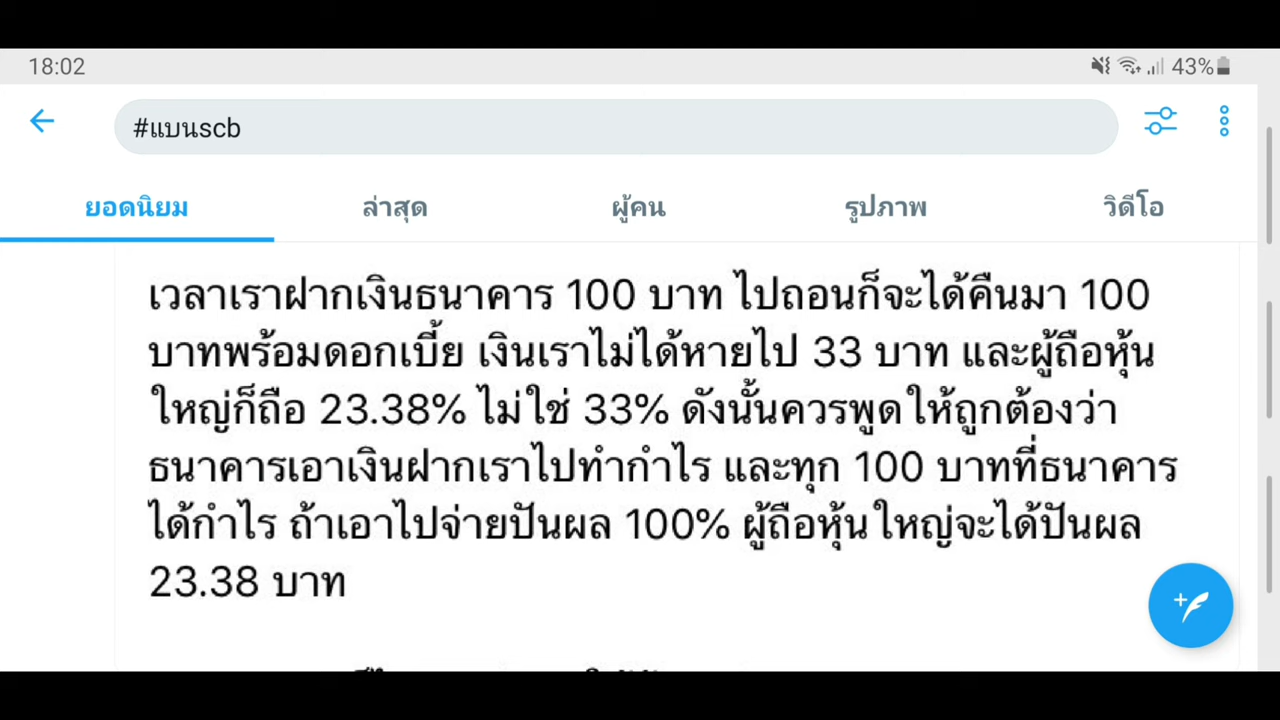 18:02
43%
#แบนscb
ยอดนิยม
ล่าสุด
ผู้คน
รูปภาพ
วิดีโอ
เวลาเราฝากเงินธนาคาร 100 บาท ไปถอนก็จะได้คืนมา 100
บาทพร้อมดอกเบี้ย เงินเราไม่ได้หายไป 33 บาท และผู้ถือหุ้น
ใหญ่ก็ถือ 23.38% ไม่ใช่ 33% ดังนั้นควรพูดให้ถูกต้องว่า
ธนาคารเอาเงินฝากเราไปทำกำไร และทุก 100 บาทที่ธนาคาร
ได้กำไร ถ้าเอาไปจ่ายปันผล 100% ผู้ถือหุ้นใหญ่จะได้ปันผล
23.38 บาท